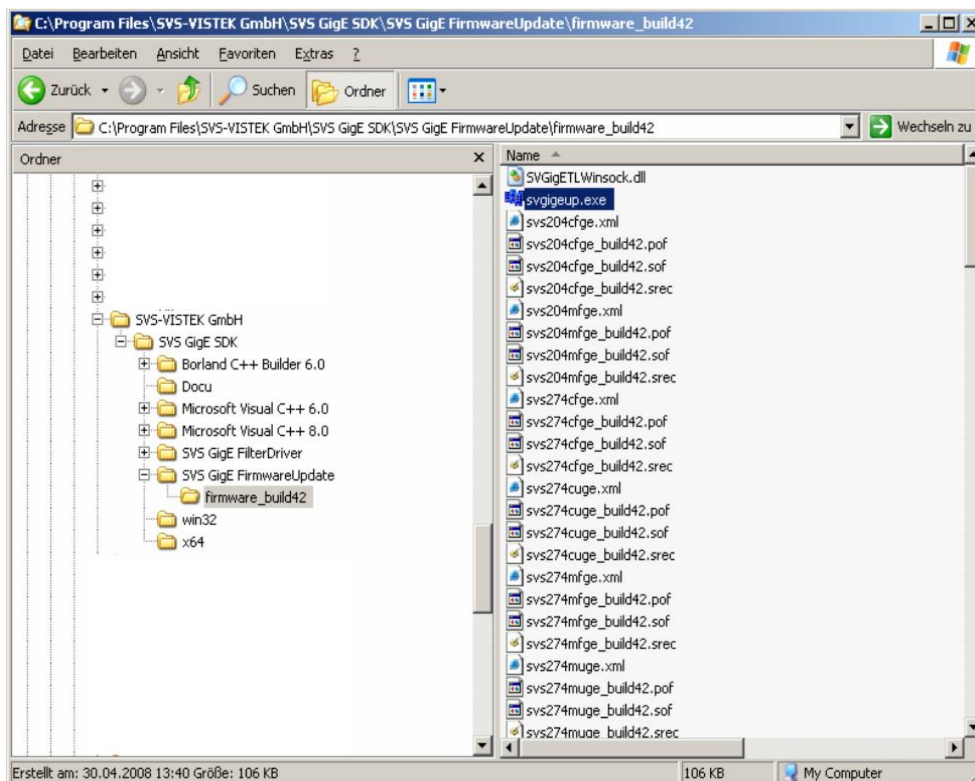 C:\Program Files\SVS-VISTEK GmbH\SVS GigE SDK\SVS GigE FirmwareUpdate\firmware_build42
Datei Bearbeiten Ansicht Favoriten Extras ?
Zurück Suchen Ordner
Adresse C:\Program Files\SVS-VISTEK GmbH\SVS GigE SDK\SVS GigE FirmwareUpdate\firmware_build42 Wechseln zu
Ordner x
SVS-VISTEK GmbH
SVS GigE SDK
Borland C++ Builder 6.0
Docu
Microsoft Visual C++ 6.0
Microsoft Visual C++ 8.0
SVS GigE FilterDriver
SVS GigE FirmwareUpdate
firmware_build42
win32
x64
Name
SVGigETLWinsock.dll
svgigeup.exe
svs204cfge.xml
svs204cfge_build42.pof
svs204cfge_build42.sof
svs204cfge_build42.srec
svs204mfge.xml
svs204mfge_build42.pof
svs204mfge_build42.sof
svs204mfge_build42.srec
svs274cfge.xml
svs274cfge_build42.pof
svs274cfge_build42.sof
svs274cfge_build42.srec
svs274cuge.xml
svs274cuge_build42.pof
svs274cuge_build42.sof
svs274cuge_build42.srec
svs274mfge.xml
svs274mfge_build42.pof
svs274mfge_build42.sof
svs274mfge_build42.srec
svs274muge.xml
svs274muge_build42.pof
svs274muge_build42.sof
svs274muge_build42.srec
Erstellt am: 30.04.2008 13:40 Größe: 106 KB 106 KB My Computer